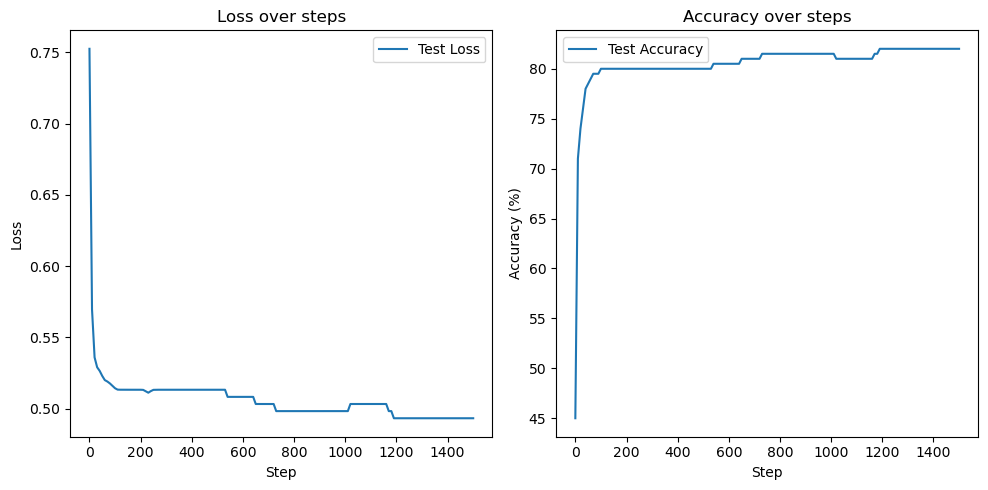 Loss over steps
Test Loss
0.75
0.70
0.65
0.60
0.55
0.50
Loss
0 200 400 600 800 1000 1200 1400
Step
Accuracy over steps
Test Accuracy
80
75
70
65
60
55
50
45
Accuracy (%)
0 200 400 600 800 1000 1200 1400
Step